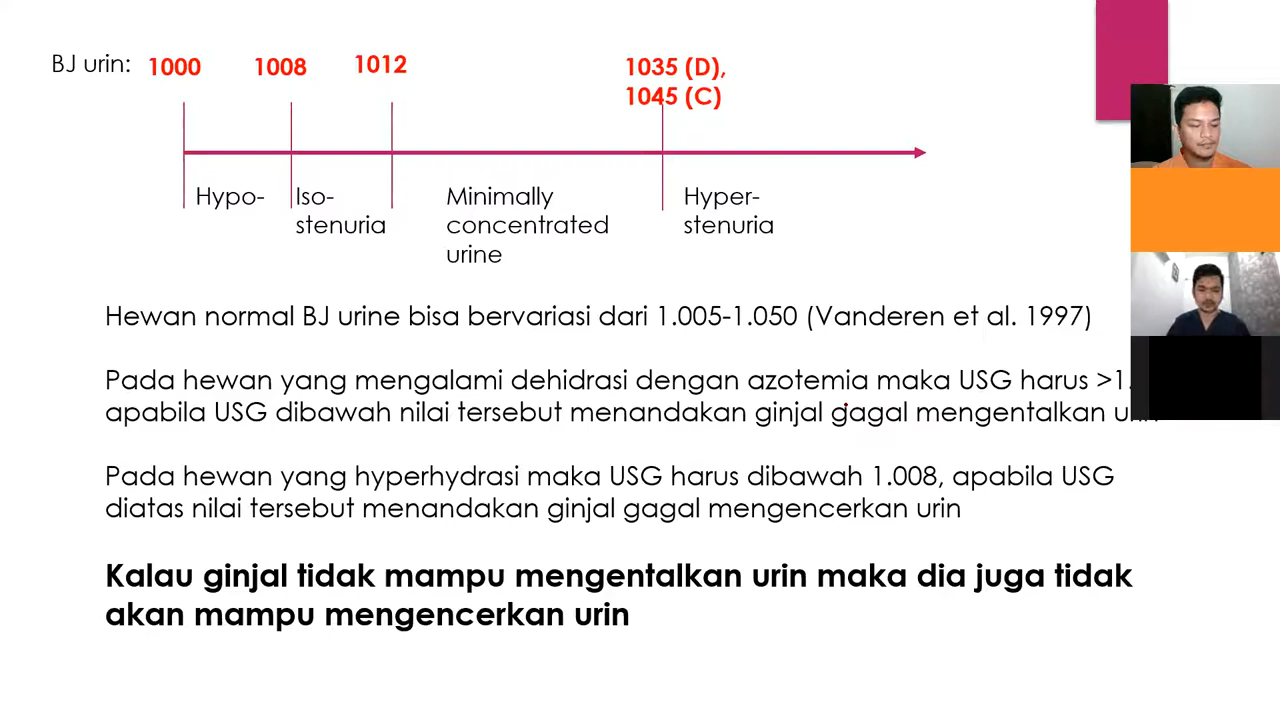 BJ urin: 1000 1008 1012 1035 (D),
1045 (C)
Hypo- Iso- Minimally Hyper-
stenuria concentrated stenuria
urine
Hewan normal BJ urine bisa bervariasi dari 1.005-1.050 (Vanderen et al. 1997)
Pada hewan yang mengalami dehidrasi dengan azotemia maka USG harus >1.
apabila USG dibawah nilai tersebut menandakan ginjal gagal mengentalkan urin
Pada hewan yang hyperhydrasi maka USG harus dibawah 1.008, apabila USG
diatas nilai tersebut menandakan ginjal gagal mengencerkan urin
Kalau ginjal tidak mampu mengentalkan urin maka dia juga tidak
akan mampu mengencerkan urin